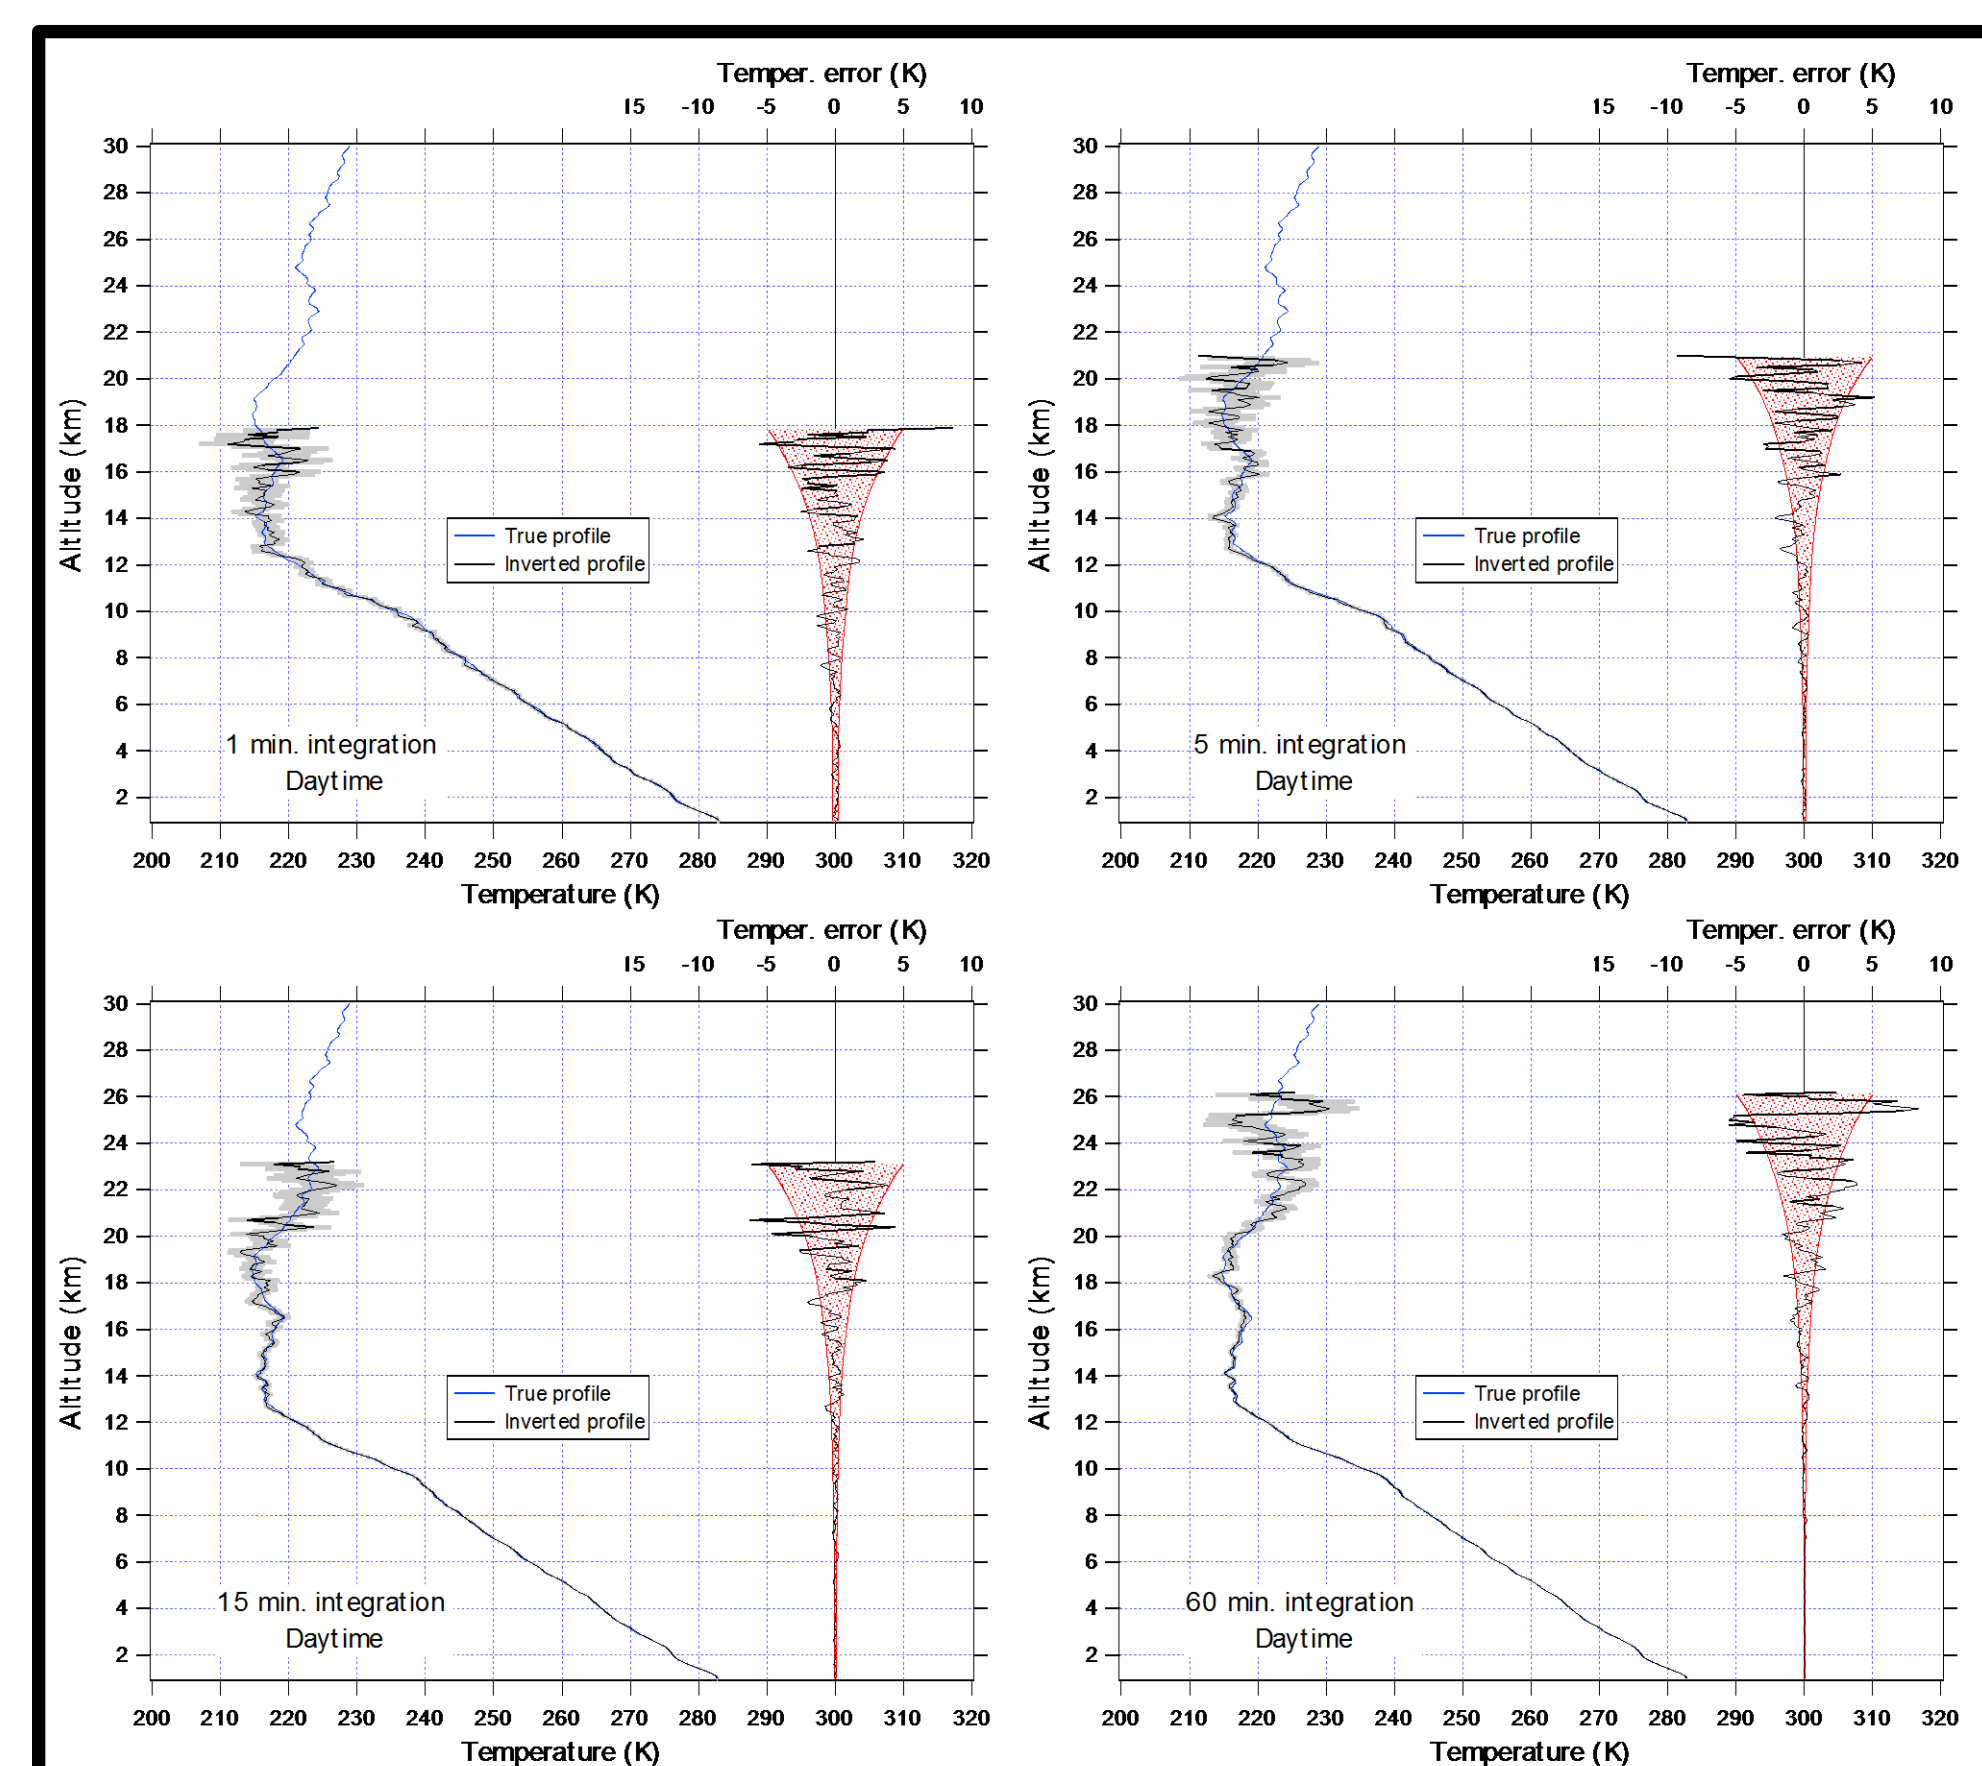 Temper. error (K)
15 -10 -5 0 5 10
30
28
26
24
22
20
18
16
14
12
10
8
6
4
2
Altitude (km)
True profile
Inverted profile
1 min. integration
Daytime
200 210 220 230 240 250 260 270 280 290 300 310 320
Temperature (K)
Temper. error (K)
15 -10 -5 0 5 10
30
28
26
24
22
20
18
16
14
12
10
8
6
4
2
Altitude (km)
True profile
Inverted profile
5 min. integration
Daytime
200 210 220 230 240 250 260 270 280 290 300 310 320
Temperature (K)
Temper. error (K)
15 -10 -5 0 5 10
30
28
26
24
22
20
18
16
14
12
10
8
6
4
2
Altitude (km)
True profile
Inverted profile
15 min. integration
Daytime
200 210 220 230 240 250 260 270 280 290 300 310 320
Temperature (K)
Temper. error (K)
15 -10 -5 0 5 10
30
28
26
24
22
20
18
16
14
12
10
8
6
4
2
Altitude (km)
True profile
Inverted profile
60 min. integration
Daytime
200 210 220 230 240 250 260 270 280 290 300 310 320
Temperature (K)